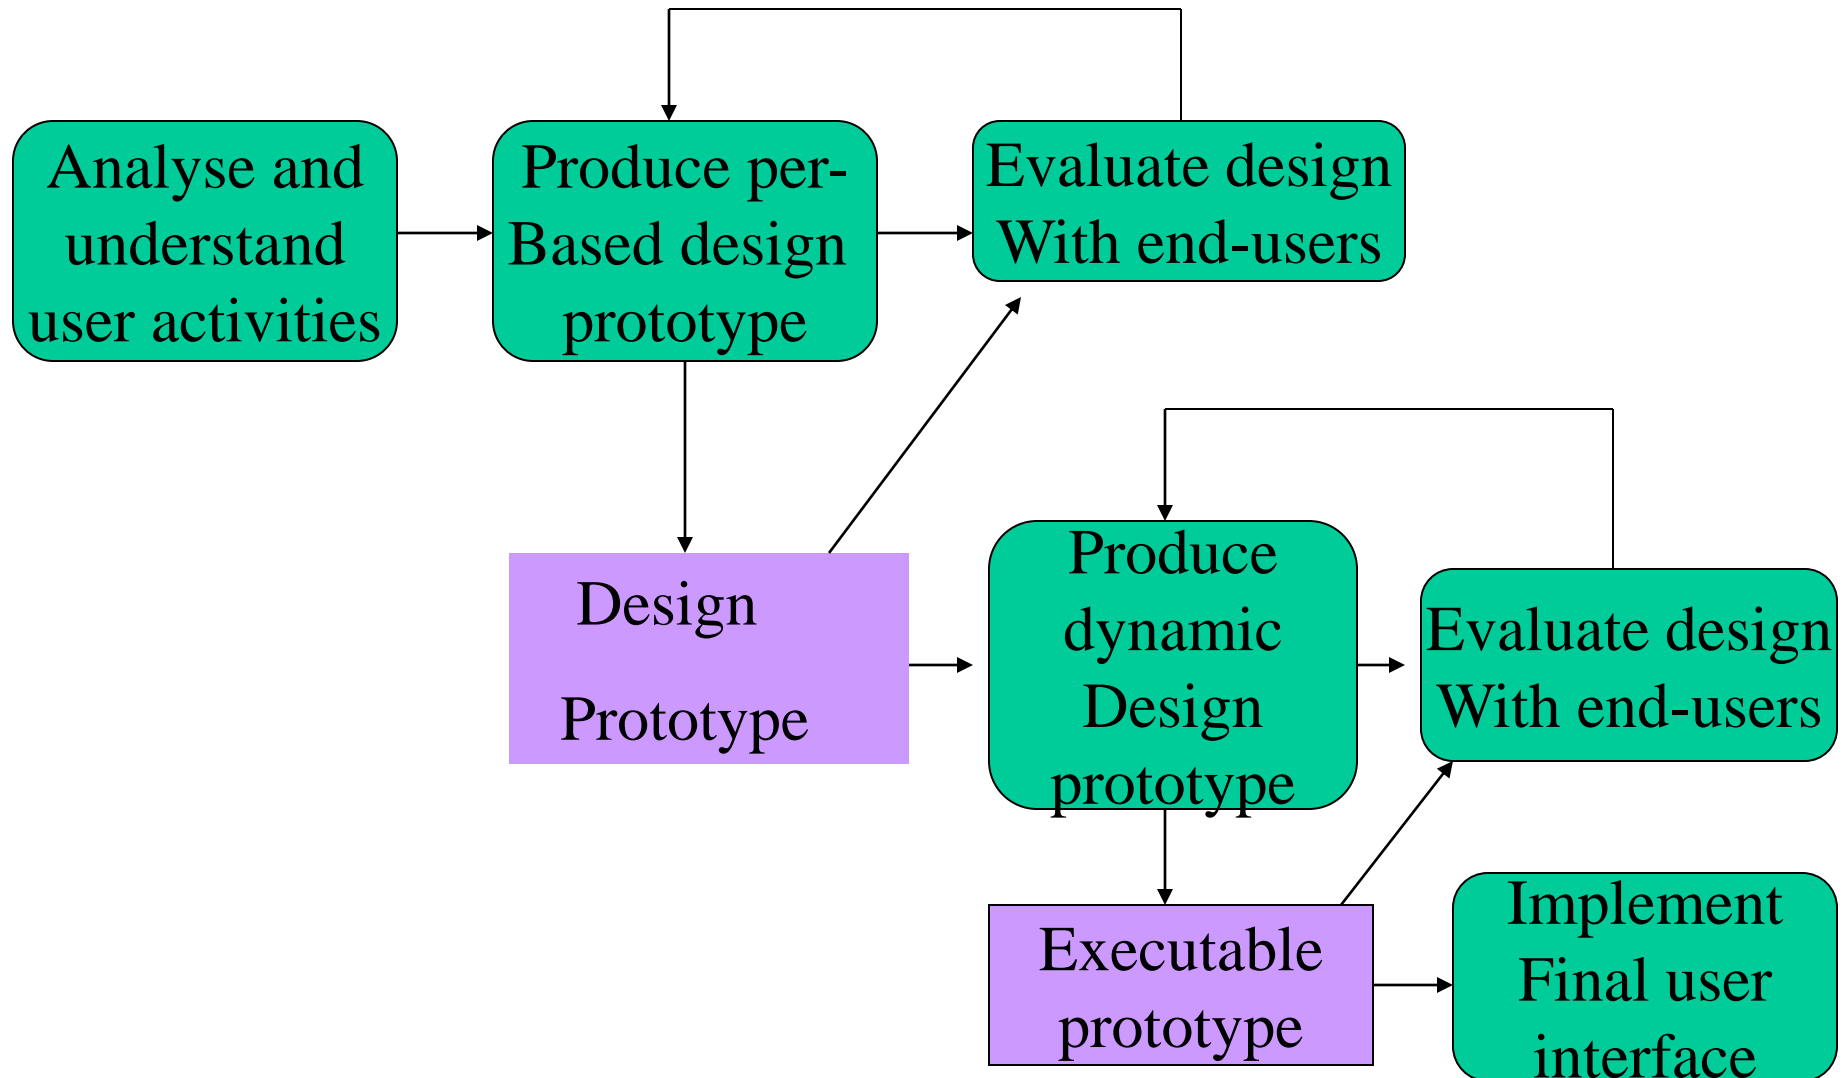 Analyse and
understand
user activities
Produce per-
Based design
prototype
Evaluate design
With end-users
Design
Prototype
Produce
dynamic
Design
prototype
Evaluate design
With end-users
Executable
prototype
Implement
Final user
interface